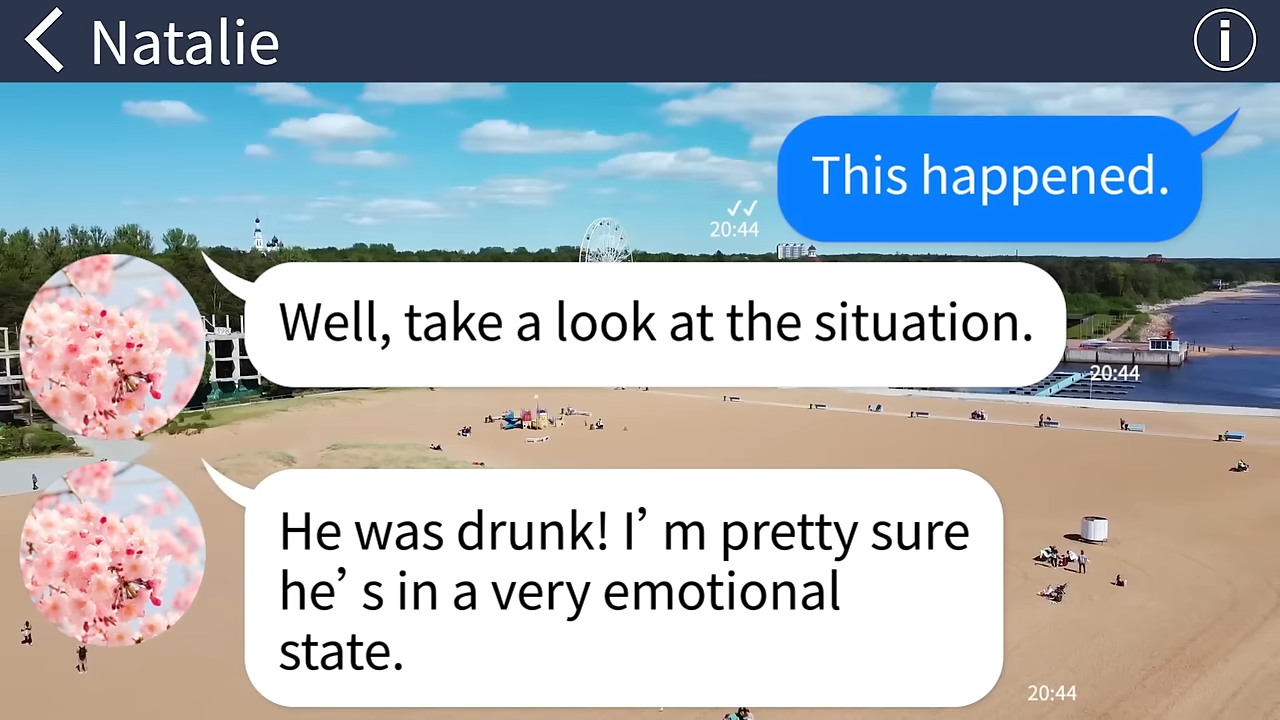 Natalie
This happened.
20:44
Well, take a look at the situation.
20:44
He was drunk! I’m pretty sure
he’s in a very emotional
state.
20:44